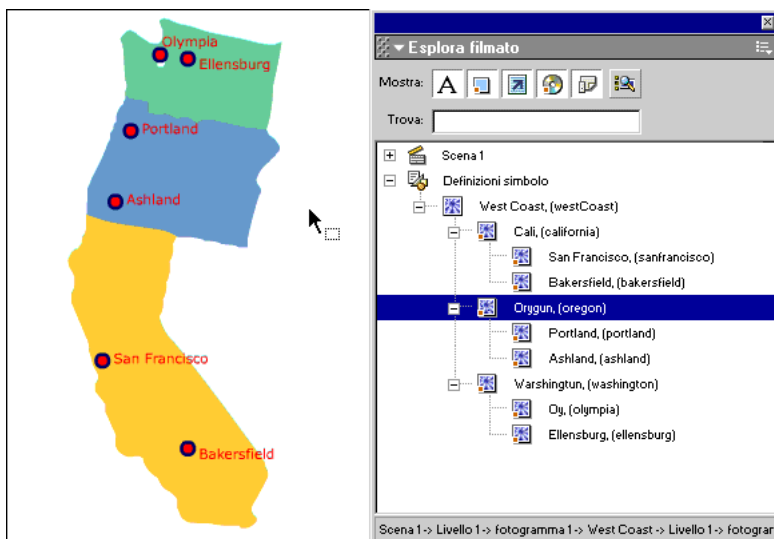 Olympia
Ellensburg
Portland
Ashland
San Francisco
Bakersfield
Esplora filmato
Mostra: A
Trova:
Scena 1
Definizioni simbolo
West Coast, (westCoast)
Cali, (california)
San Francisco, (sanfrancisco)
Bakersfield, (bakersfield)
Orygun, (oregon)
Portland, (portland)
Ashland, (ashland)
Warshingtun, (washington)
Oy, (olympia)
Ellensburg, (ellensburg)
Scena 1-> Livello 1-> fotogramma 1-> West Coast -> Livello 1-> fotogran